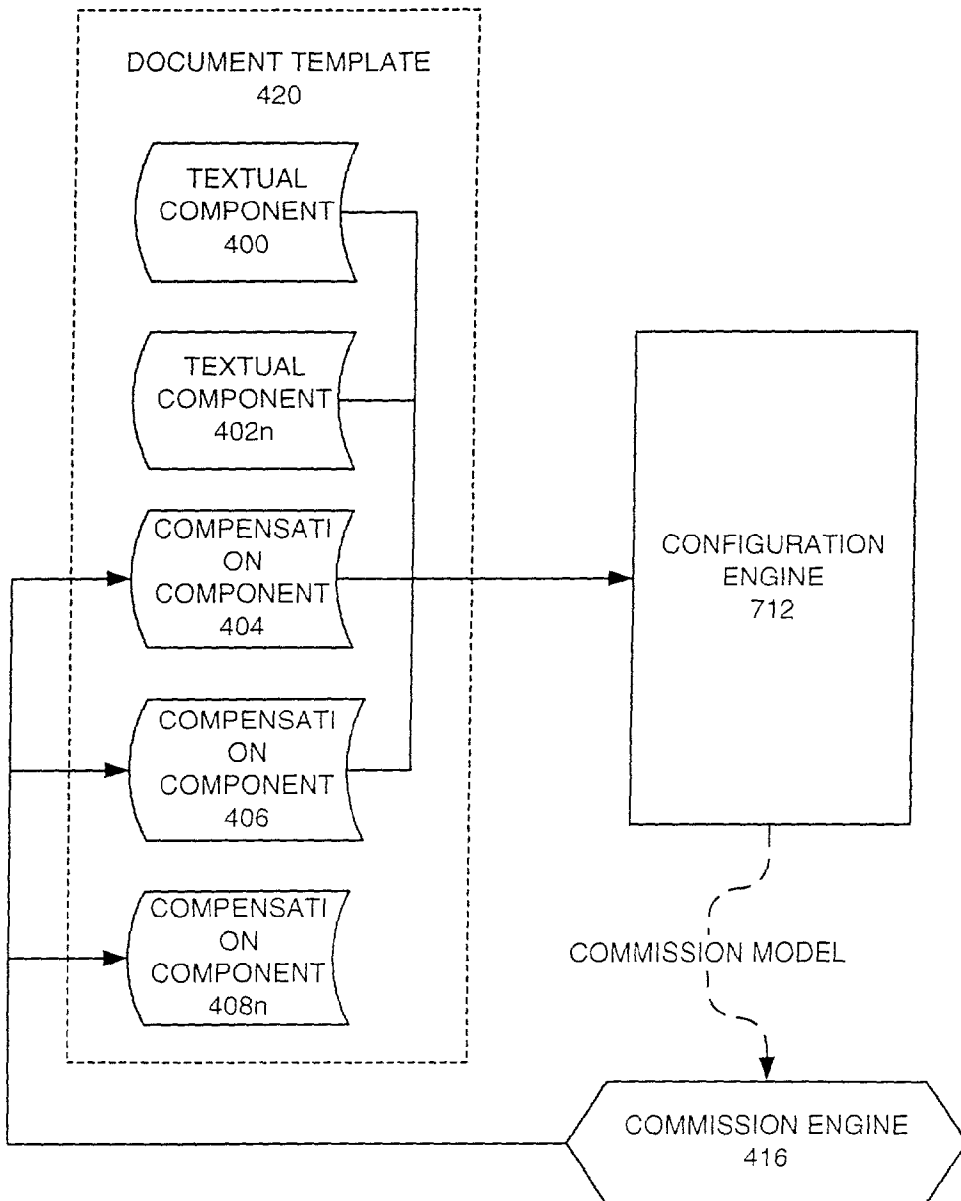 DOCUMENT TEMPLATE
420
TEXTUAL
COMPONENT
400
TEXTUAL
COMPONENT
402n
COMPENSATI
ON
COMPONENT
404
COMPENSATI
ON
COMPONENT
406
COMPENSATI
ON
COMPONENT
408n
CONFIGURATION
ENGINE
712
COMMISSION MODEL
COMMISSION ENGINE
416